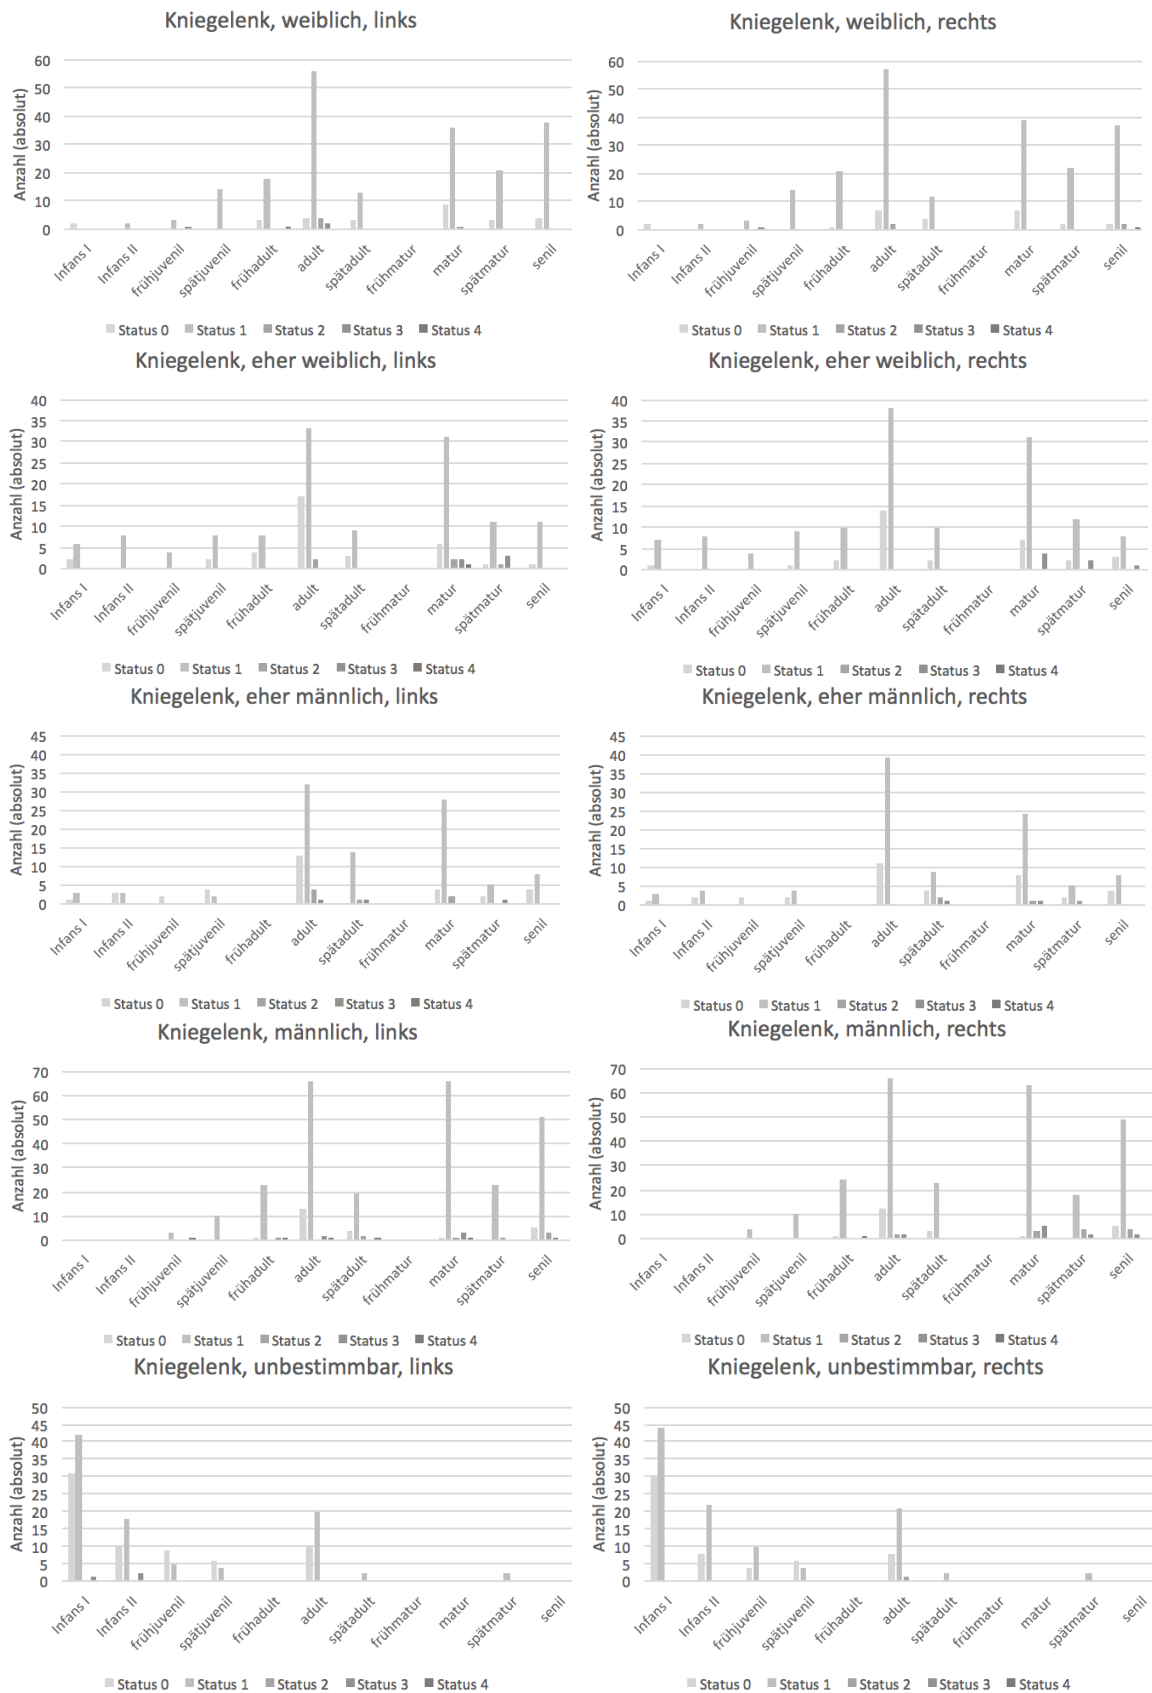 Kniegelenk, weiblich, links
60
50
40
30
20
10
0
Anzahl (absolut)
Infans I
Infans II
frühjuvenil
spätjuvenil
frühadult
adult
spätadult
frühmatur
matur
spätmatur
senil
Status 0 Status 1 Status 2 Status 3 Status 4
Kniegelenk, weiblich, rechts
60
50
40
30
20
10
0
Anzahl (absolut)
Infans I
Infans II
frühjuvenil
spätjuvenil
frühadult
adult
spätadult
frühmatur
matur
spätmatur
senil
Status 0 Status 1 Status 2 Status 3 Status 4
Kniegelenk, eher weiblich, links
40
35
30
25
20
15
10
5
0
Anzahl (absolut)
Infans I
Infans II
frühjuvenil
spätjuvenil
frühadult
adult
spätadult
frühmatur
matur
spätmatur
senil
Status 0 Status 1 Status 2 Status 3 Status 4
Kniegelenk, eher weiblich, rechts
40
35
30
25
20
15
10
5
0
Anzahl (absolut)
Infans I
Infans II
frühjuvenil
spätjuvenil
frühadult
adult
spätadult
frühmatur
matur
spätmatur
senil
Status 0 Status 1 Status 2 Status 3 Status 4
Kniegelenk, eher männlich, links
45
40
35
30
25
20
15
10
5
0
Anzahl (absolut)
Infans I
Infans II
frühjuvenil
spätjuvenil
frühadult
adult
spätadult
frühmatur
matur
spätmatur
senil
Status 0 Status 1 Status 2 Status 3 Status 4
Kniegelenk, eher männlich, rechts
45
40
35
30
25
20
15
10
5
0
Anzahl (absolut)
Infans I
Infans II
frühjuvenil
spätjuvenil
frühadult
adult
spätadult
frühmatur
matur
spätmatur
senil
Status 0 Status 1 Status 2 Status 3 Status 4
Kniegelenk, männlich, links
70
60
50
40
30
20
10
0
Anzahl (absolut)
Infans I
Infans II
frühjuvenil
spätjuvenil
frühadult
adult
spätadult
frühmatur
matur
spätmatur
senil
Status 0 Status 1 Status 2 Status 3 Status 4
Kniegelenk, männlich, rechts
70
60
50
40
30
20
10
0
Anzahl (absolut)
Infans I
Infans II
frühjuvenil
spätjuvenil
frühadult
adult
spätadult
frühmatur
matur
spätmatur
senil
Status 0 Status 1 Status 2 Status 3 Status 4
Kniegelenk, unbestimmbar, links
50
45
40
35
30
25
20
15
10
5
0
Anzahl (absolut)
Infans I
Infans II
frühjuvenil
spätjuvenil
frühadult
adult
spätadult
frühmatur
matur
spätmatur
senil
Status 0 Status 1 Status 2 Status 3 Status 4
Kniegelenk, unbestimmbar, rechts
50
45
40
35
30
25
20
15
10
5
0
Anzahl (absolut)
Infans I
Infans II
frühjuvenil
spätjuvenil
frühadult
adult
spätadult
frühmatur
matur
spätmatur
senil
Status 0 Status 1 Status 2 Status 3 Status 4